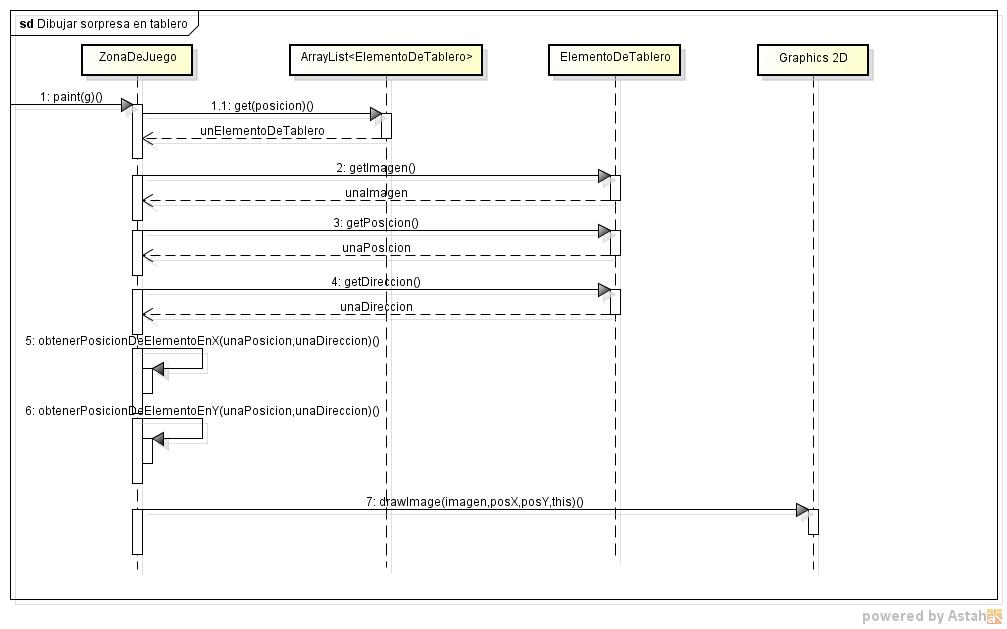 sd Dibujar sorpresa en tablero
ZonaDeJuego
ArrayList<ElementoDeTablero>
ElementoDeTablero
Graphics 2D
1: paint(g)()
1.1: get(posicion)()
unElementoDeTablero
2: getImagen()
unaImagen
3: getPosicion()
unaPosicion
4: getDireccion()
unaDireccion
5: obtenerPosicionDeElementoEnX(unaPosicion,unaDireccion)()
6: obtenerPosicionDeElementoEnY(unaPosicion,unaDireccion)()
7: drawImage(imagen,posX,posY,this)()
powered by Astah